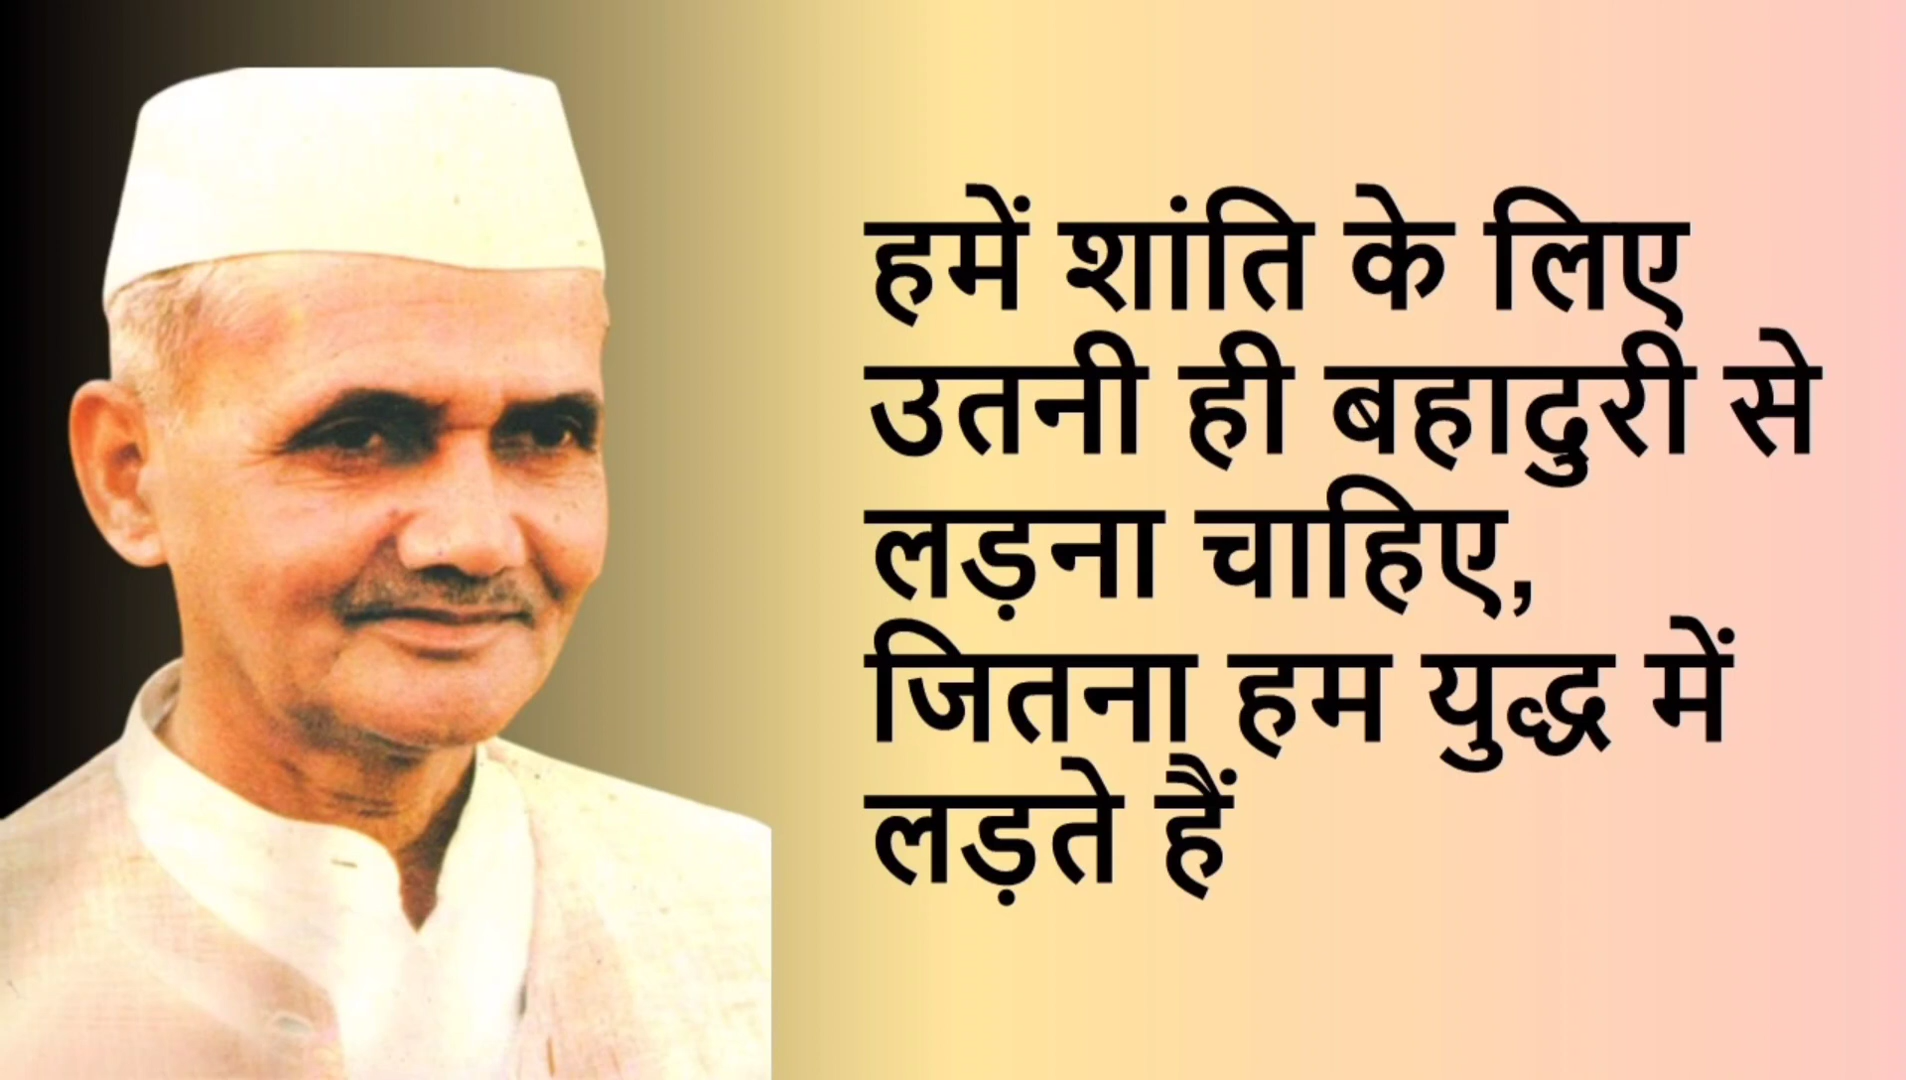 हमें शांति के लिए
उतनी ही बहादुरी से
लड़ना चाहिए,
जितना हम युद्ध में
लड़ते हैं